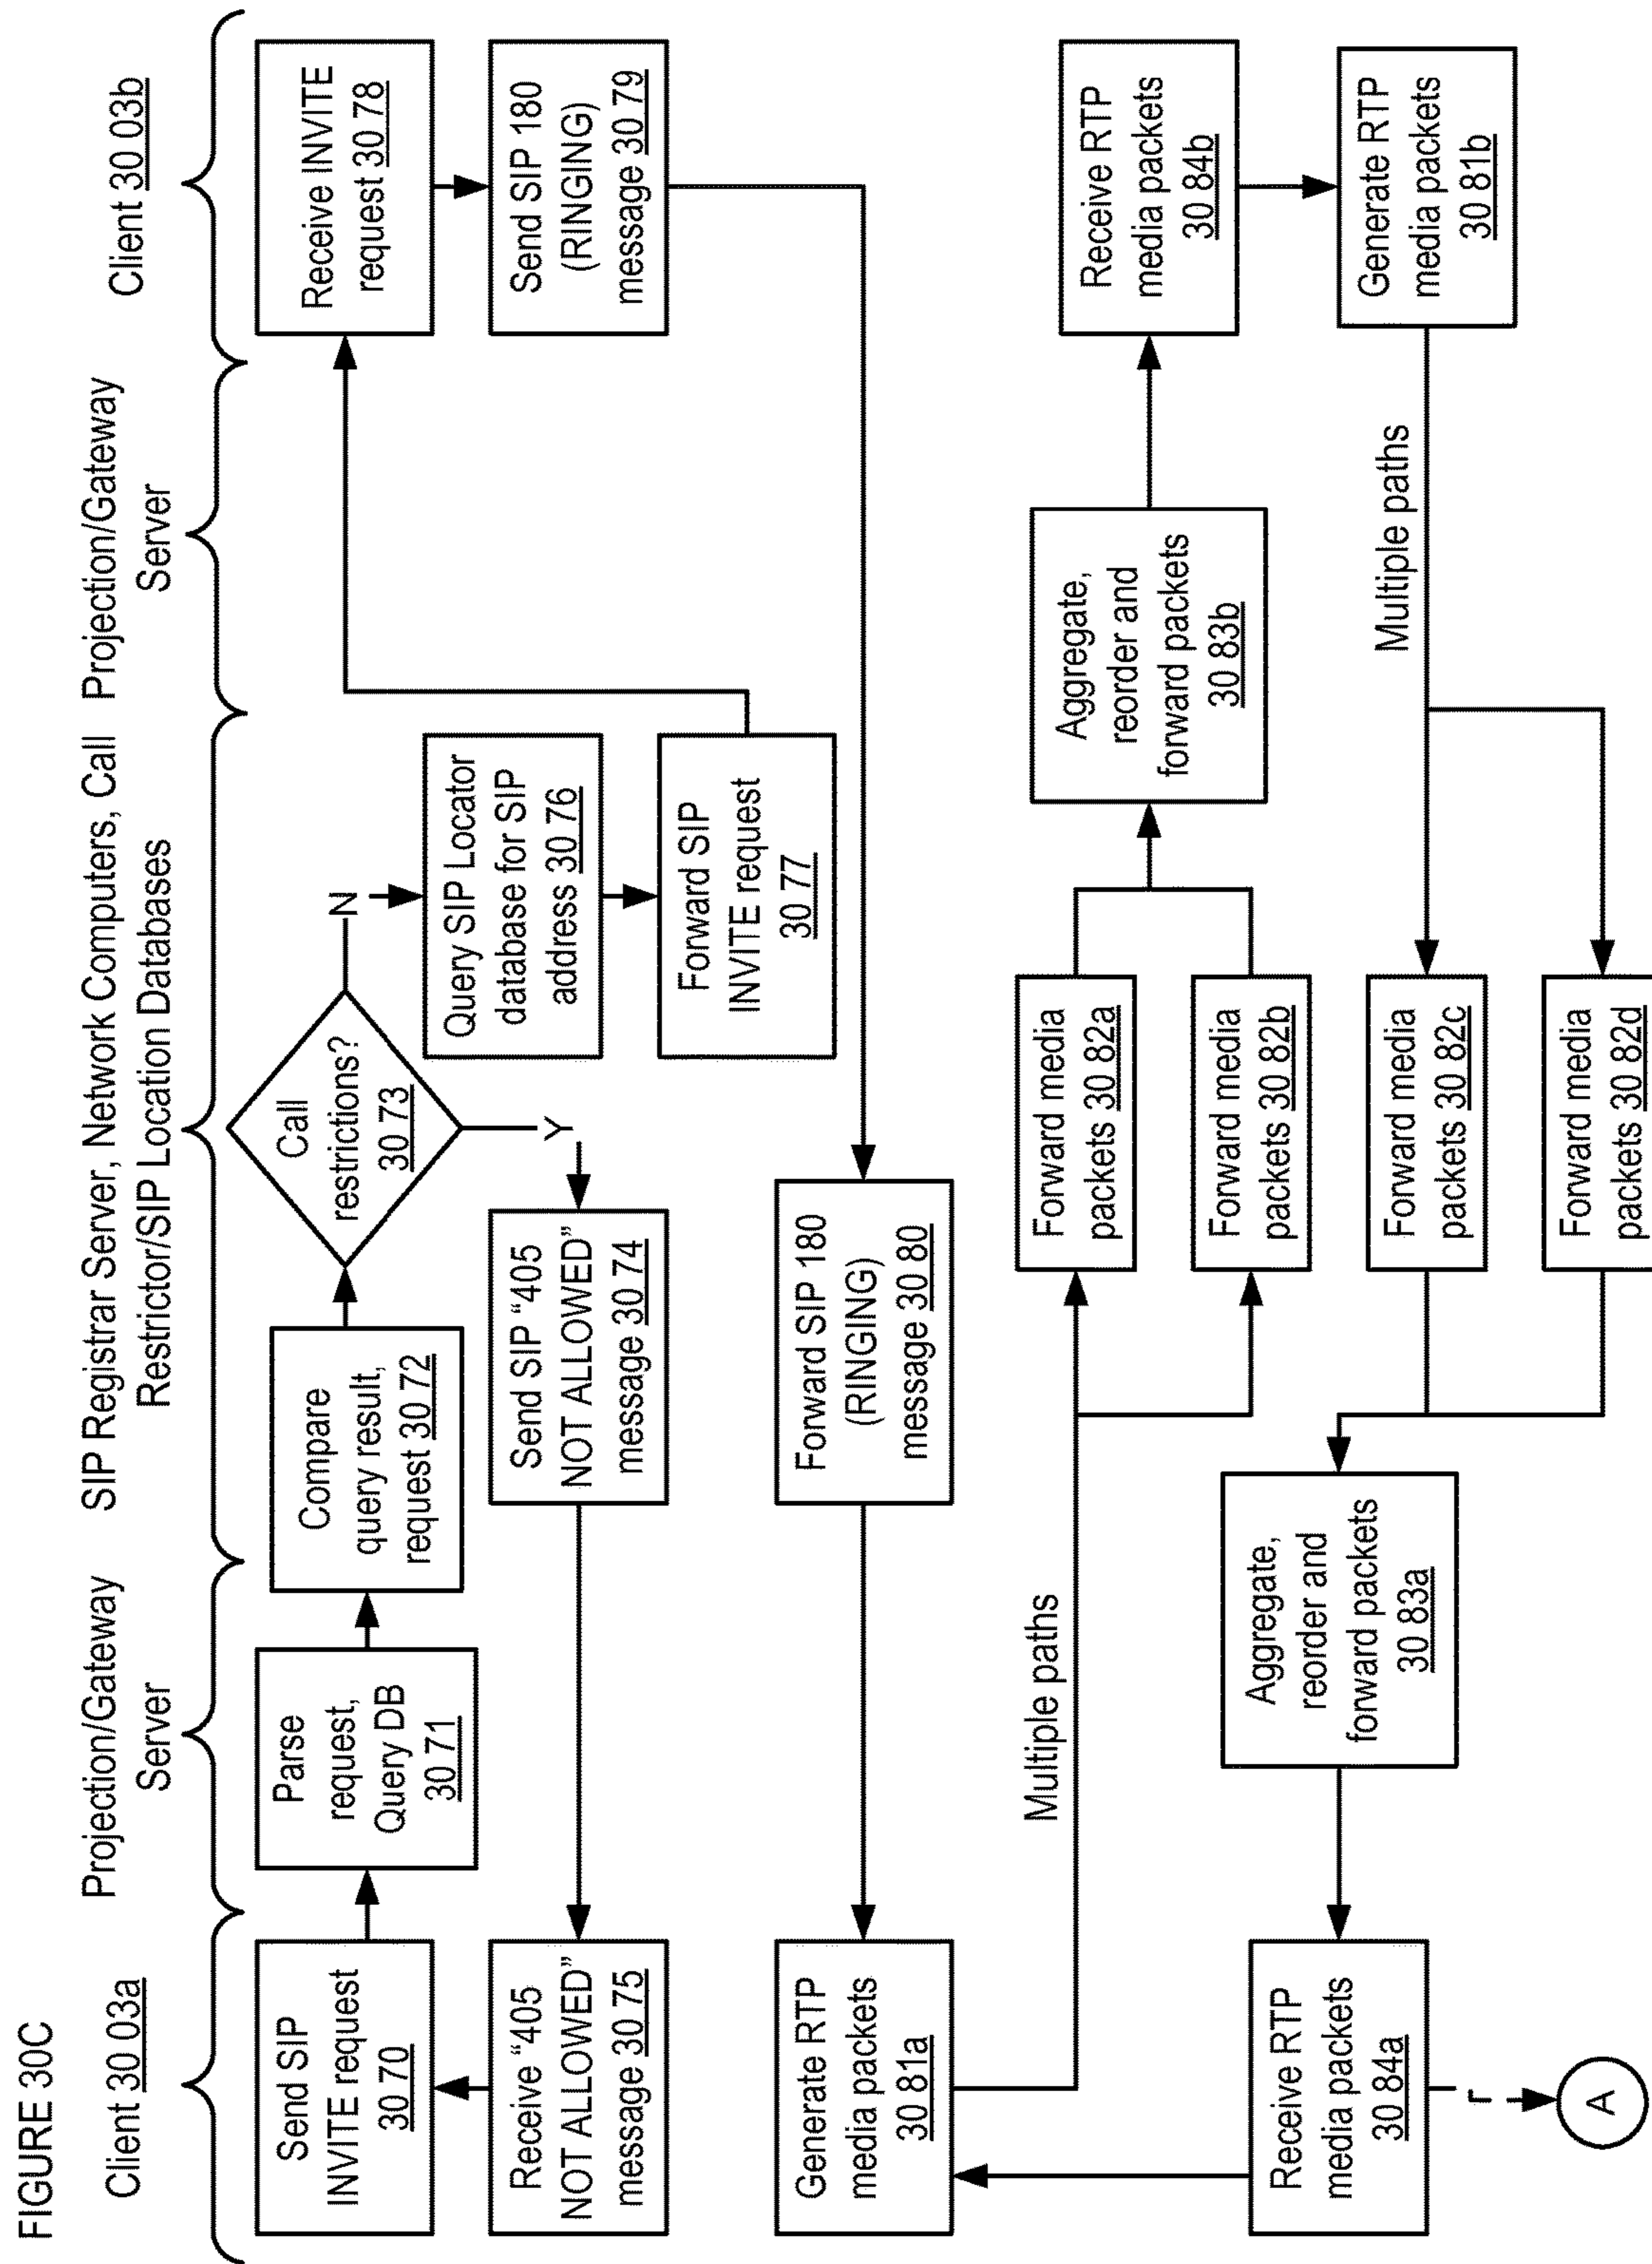 FIGURE 30C
Client 30 03a
Projection/Gateway
Server
SIP Registrar Server, Network Computers, Call
Restrictor/SIP Location Databases
Projection/Gateway
Server
Client 30 03b
Send SIP
INVITE request
30 70
Parse
request,
Query DB
30 71
Compare
query result,
request 30 72
Call
restrictions?
30 73
N
Y
Send SIP “405
NOT ALLOWED”
message 30 74
Receive “405
NOT ALLOWED”
message 30 75
Query SIP Locator
database for SIP
address 30 76
Forward SIP
INVITE request
30 77
Receive INVITE
request 30 78
Send SIP 180
(RINGING)
message 30 79
Forward SIP 180
(RINGING)
message 30 80
Generate RTP
media packets
30 81a
Multiple paths
Forward media
packets 30 82a
Forward media
packets 30 82b
Aggregate,
reorder and
forward packets
30 83b
Receive RTP
media packets
30 84b
Generate RTP
media packets
30 81b
Multiple paths
Forward media
packets 30 82c
Forward media
packets 30 82d
Aggregate,
reorder and
forward packets
30 83a
Receive RTP
media packets
30 84a
A